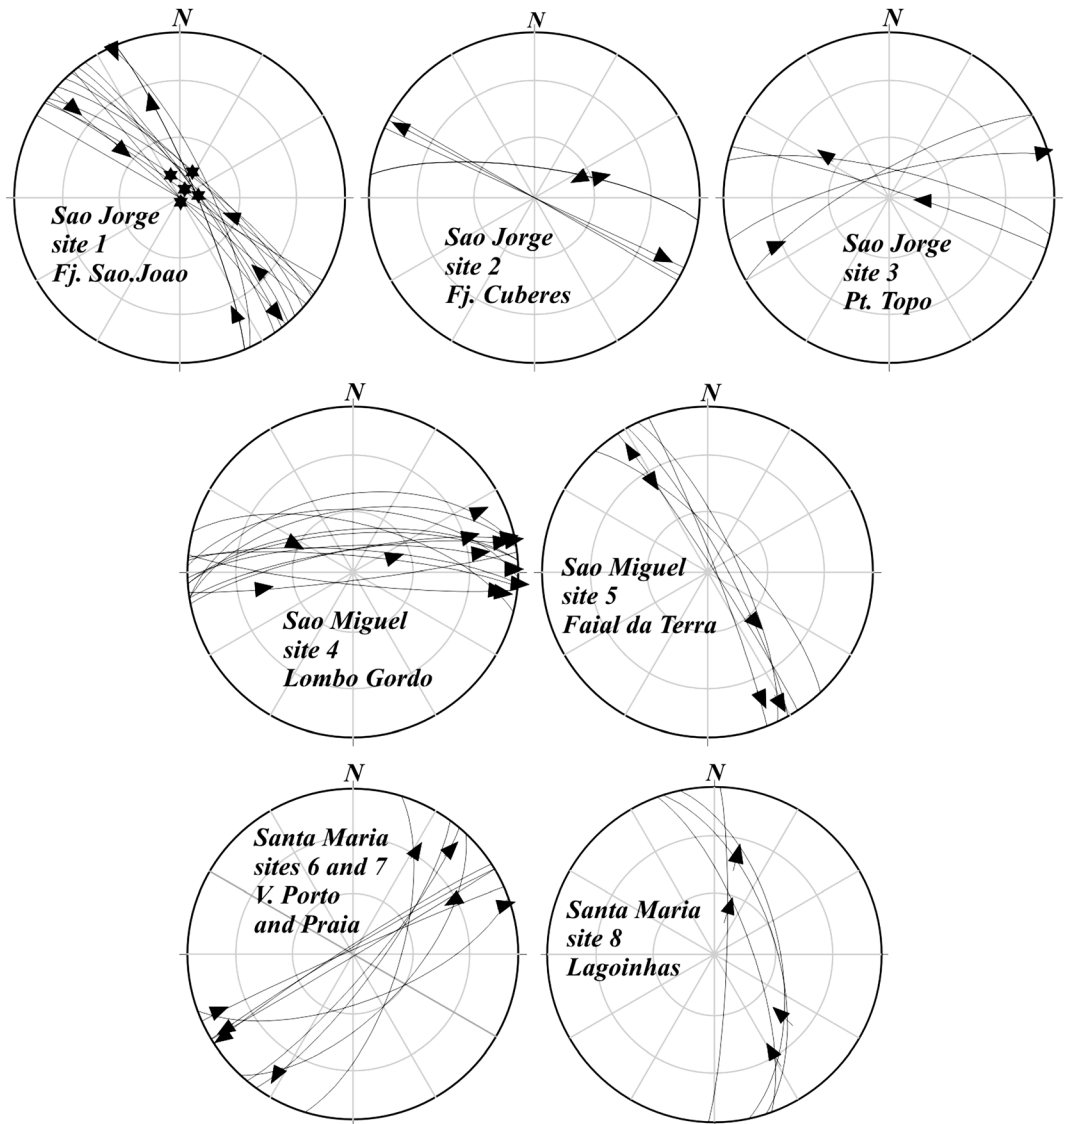 N
Sao Jorge
site 1
Fj. Sao.Joao
N
Sao Jorge
site 2
Fj. Cuberes
N
Sao Jorge
site 3
Pt. Topo
N
Sao Miguel
site 4
Lombo Gordo
N
Sao Miguel
site 5
Faial da Terra
N
Santa Maria
sites 6 and 7
V. Porto
and Praia
N
Santa Maria
site 8
Lagoinhas